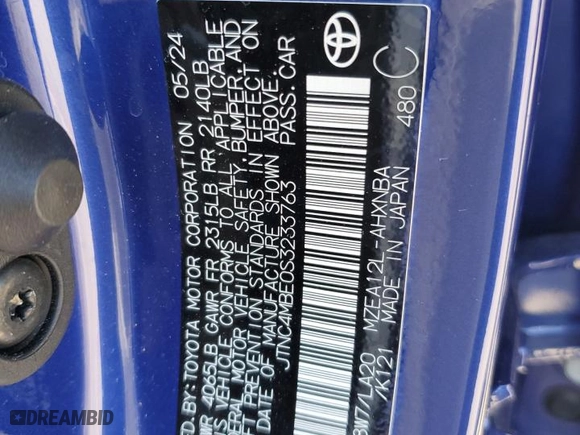 BY: TOYOTA MOTOR CORPORATION 05/24
4065LB GAWR FR 2315LB RR 2140LB
VEHICLE CONFORMS TO ALL APPLICABLE
MOTOR VEHICLE SAFETY, BUMPER, AND
PREVENTION STANDARDS IN EFFECT ON
DATE OF MANUFACTURE SHOWN ABOVE.
JTNC4MBE0S3233763 PASS. CAR
480 C
/LA20 MZEA12L-AHXNBA
/K121 MADE IN JAPAN
DREAMBID